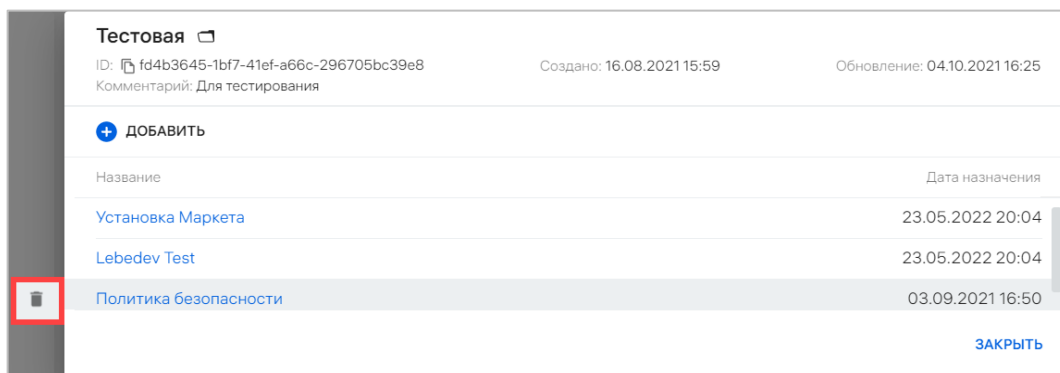 Тестовая
ID: fd4b3645-1bf7-41ef-a66c-296705bc39e8 Создано: 16.08.2021 15:59 Обновление: 04.10.2021 16:25
Комментарий: Для тестирования
ДОБАВИТЬ
Название Дата назначения
Установка Маркета 23.05.2022 20:04
Lebedev Test 23.05.2022 20:04
Политика безопасности 03.09.2021 16:50
ЗАКРЫТЬ